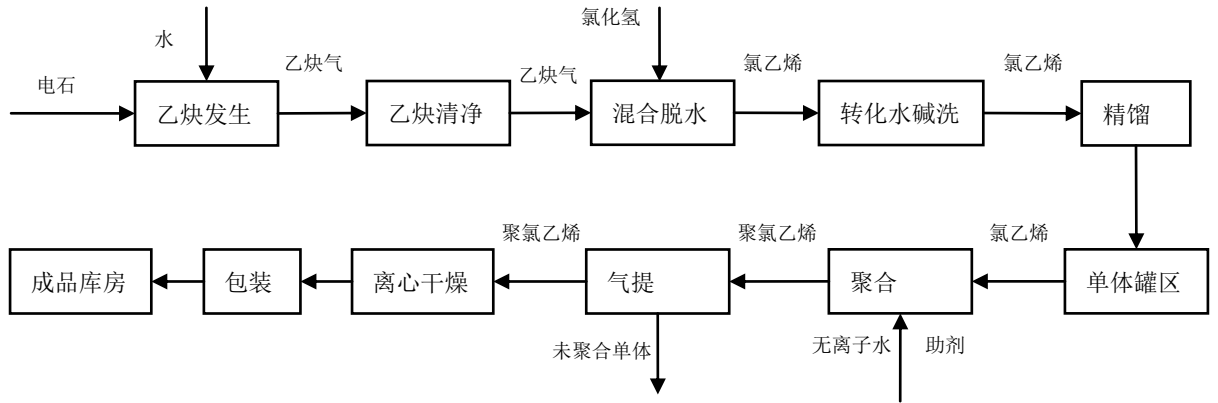 电石
水
乙炔发生
乙炔气
乙炔清净
乙炔气
氯化氢
混合脱水
氯乙烯
转化水碱洗
氯乙烯
精馏
单体罐区
氯乙烯
聚合
无离子水
助剂
聚氯乙烯
气提
未聚合单体
聚氯乙烯
离心干燥
包装
成品库房